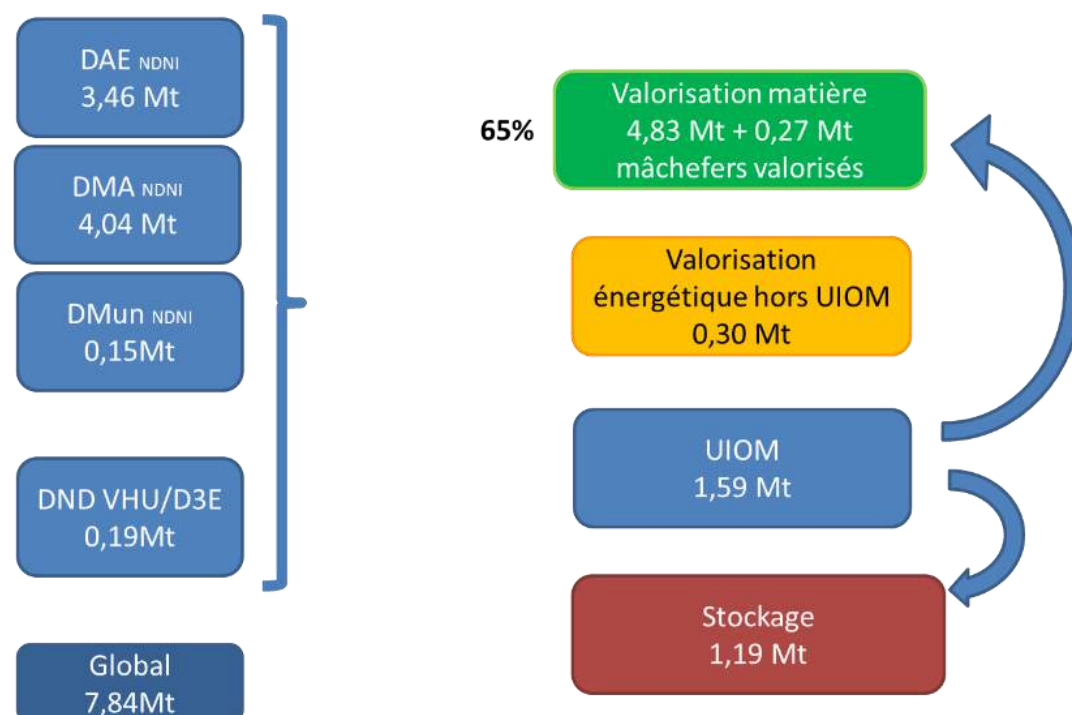 DAE NDNI
3,46 Mt
DMA NDNI
4,04 Mt
DMun NDNI
0,15Mt
DND VHU/D3E
0,19Mt
Global
7,84Mt
65%
Valorisation matière
4,83 Mt + 0,27 Mt
mâchefers valorisés
Valorisation
énergétique hors UIOM
0,30 Mt
UIOM
1,59 Mt
Stockage
1,19 Mt